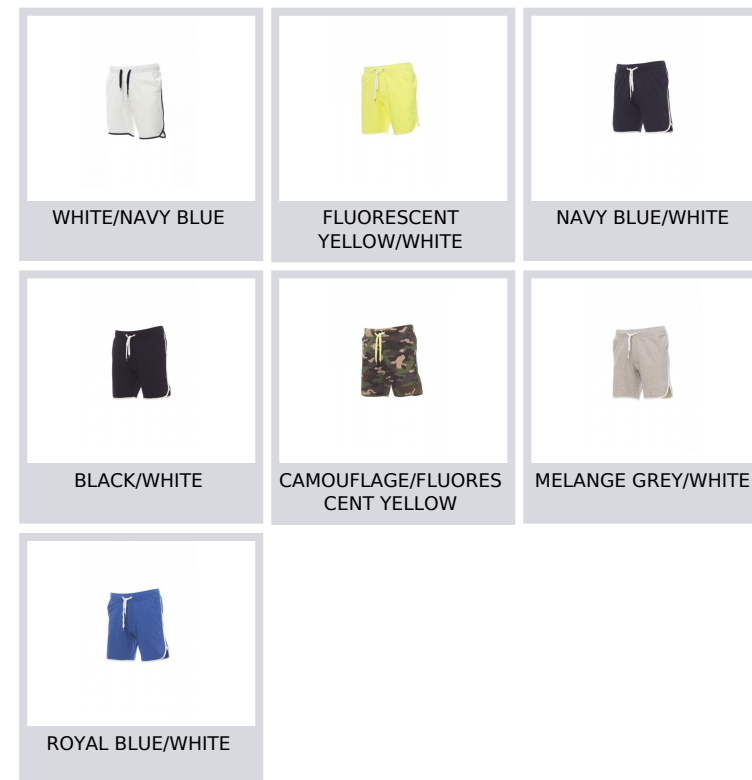 WHITE/NAVY BLUE
FLUORESCENT
YELLOW/WHITE
NAVY BLUE/WHITE
BLACK/WHITE
CAMOUFLAGE/FLUORES
CENT YELLOW
MELANGE GREY/WHITE
ROYAL BLUE/WHITE